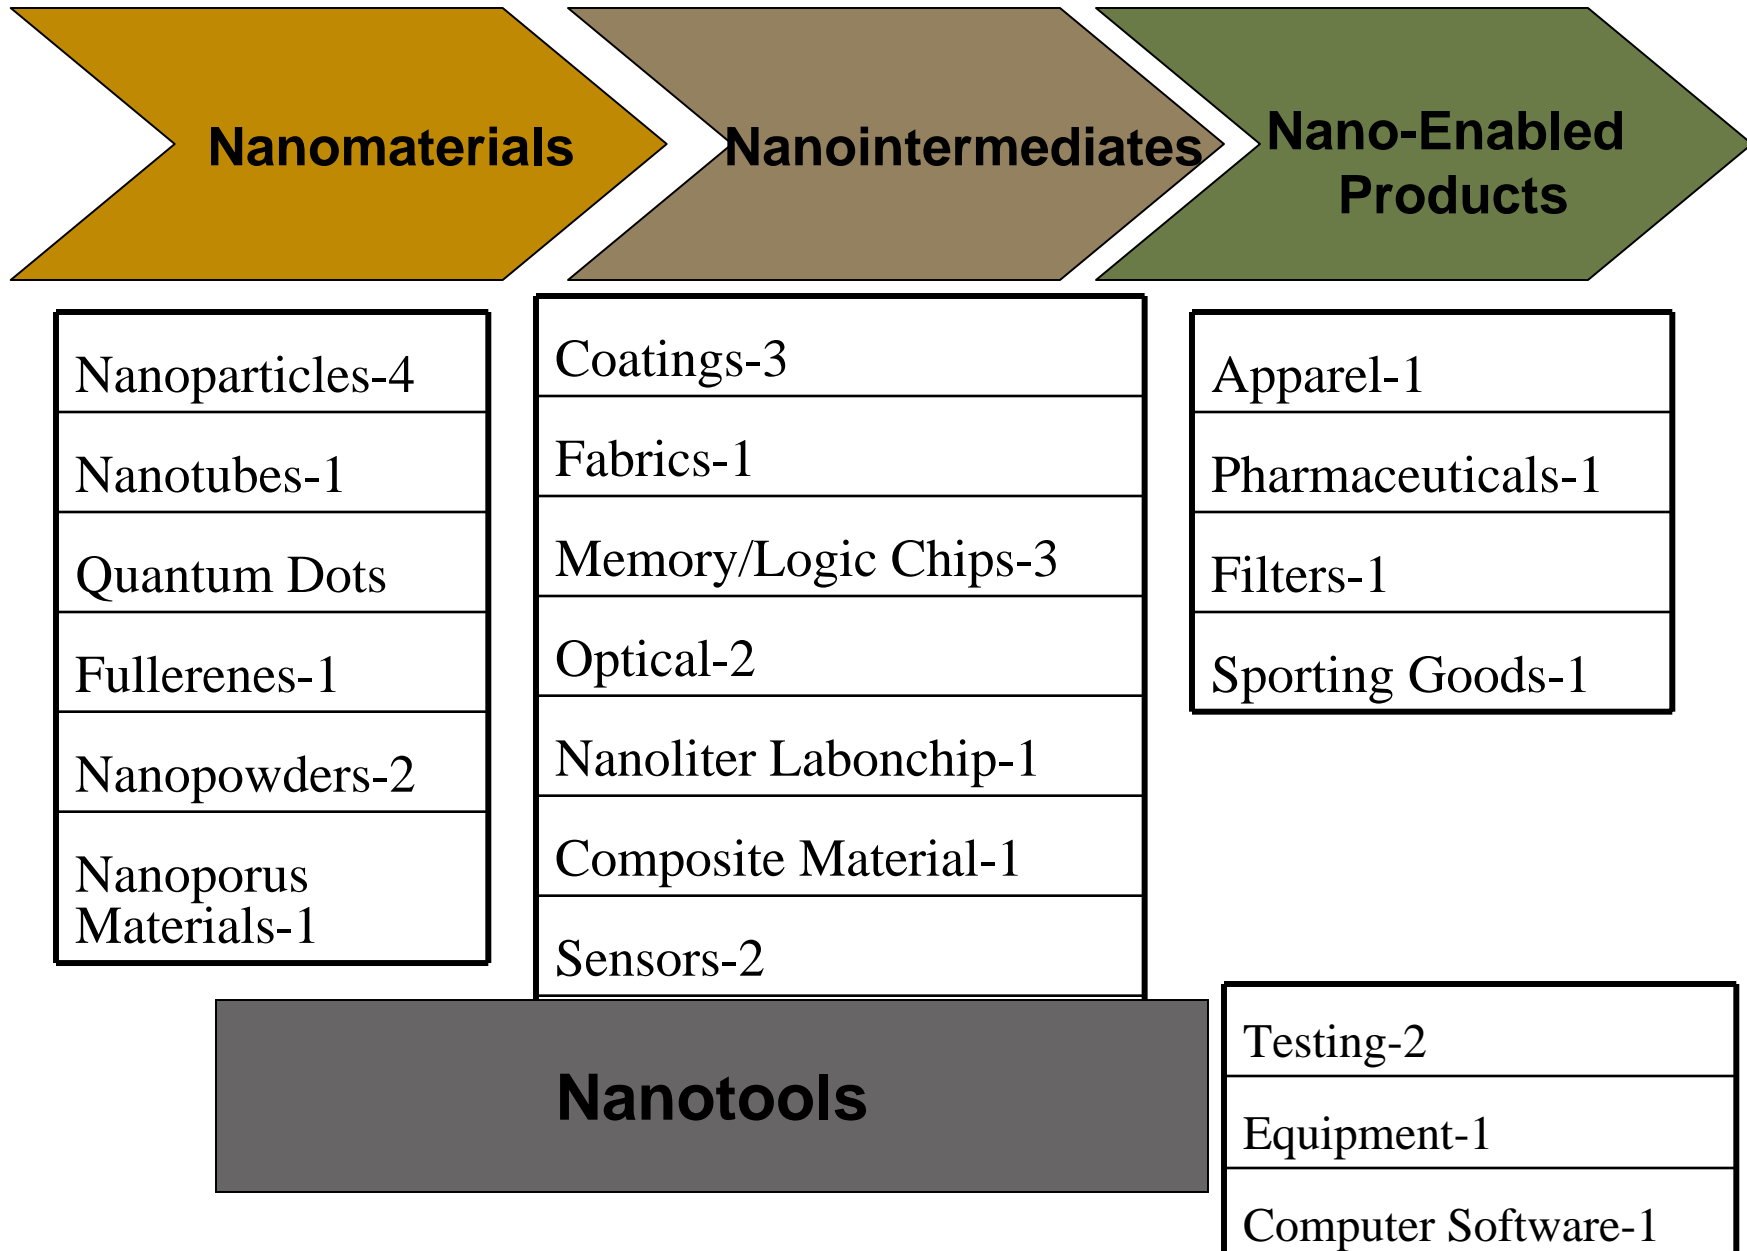 Nanomaterials
Nanointermediates
Nano-Enabled
Products
Nanoparticles-4
Nanotubes-1
Quantum Dots
Fullerenes-1
Nanopowders-2
Nanoporus
Materials-1
Coatings-3
Fabrics-1
Memory/Logic Chips-3
Optical-2
Nanoliter Labonchip-1
Composite Material-1
Sensors-2
Apparel-1
Pharmaceuticals-1
Filters-1
Sporting Goods-1
Nanotools
Testing-2
Equipment-1
Computer Software-1